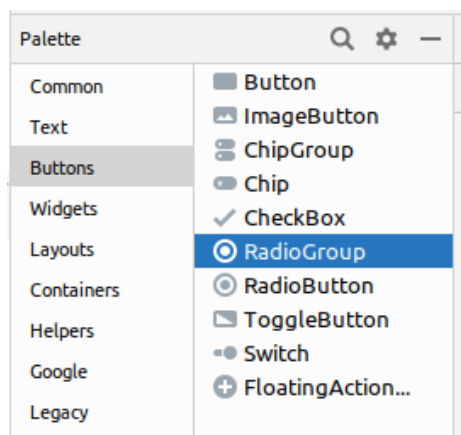 Palette
Common
Text
Buttons
Widgets
Layouts
Containers
Helpers
Google
Legacy
Button
ImageButton
ChipGroup
Chip
CheckBox
RadioGroup
RadioButton
ToggleButton
Switch
FloatingAction...